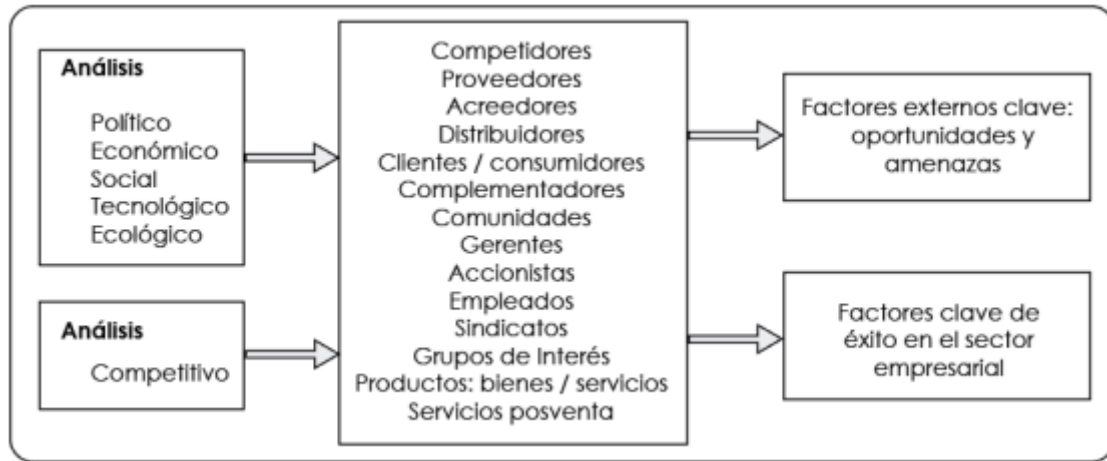 Análisis
Político
Económico
Social
Tecnológico
Ecológico
Análisis
Competitivo
Competidores
Proveedores
Acreedores
Distribuidores
Clientes / consumidores
Complementadores
Comunidades
Gerentes
Accionistas
Empleados
Sindicatos
Grupos de Interés
Productos: bienes / servicios
Servicios posventa
Factores externos clave:
oportunidades y
amenazas
Factores clave de
éxito en el sector
empresarial